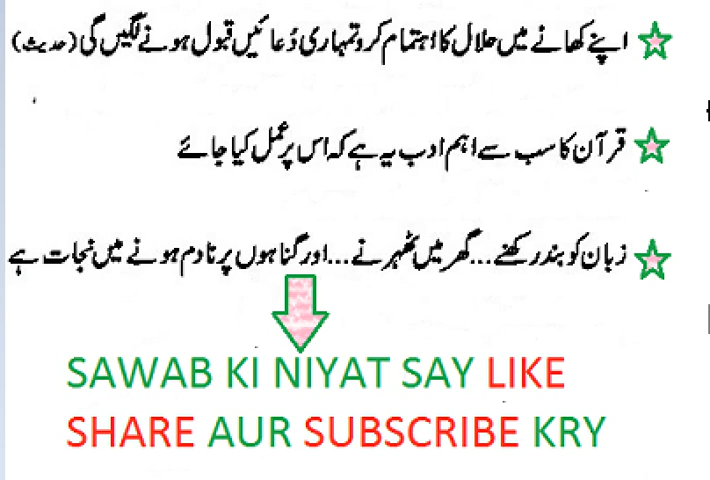 اپنے کھانے میں حلال کا اہتمام کرو تمہاری دُعائیں قبول ہونے لگیں گی (حدیث)
قرآن کا سب سے اہم ادب یہ ہے کہ اس پر عمل کیا جائے
زبان کو بند رکھنے...گھر میں ٹھہرنے...اور گناہوں پر نادم ہونے میں نجات ہے
SAWAB KI NIYAT SAY LIKE
SHARE AUR SUBSCRIBE KRY